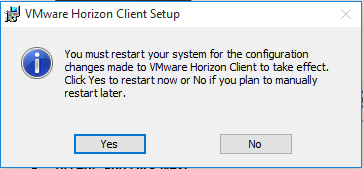 VMware Horizon Client Setup
You must restart your system for the configuration
changes made to VMware Horizon Client to take effect.
Click Yes to restart now or No if you plan to manually
restart later.
Yes
No